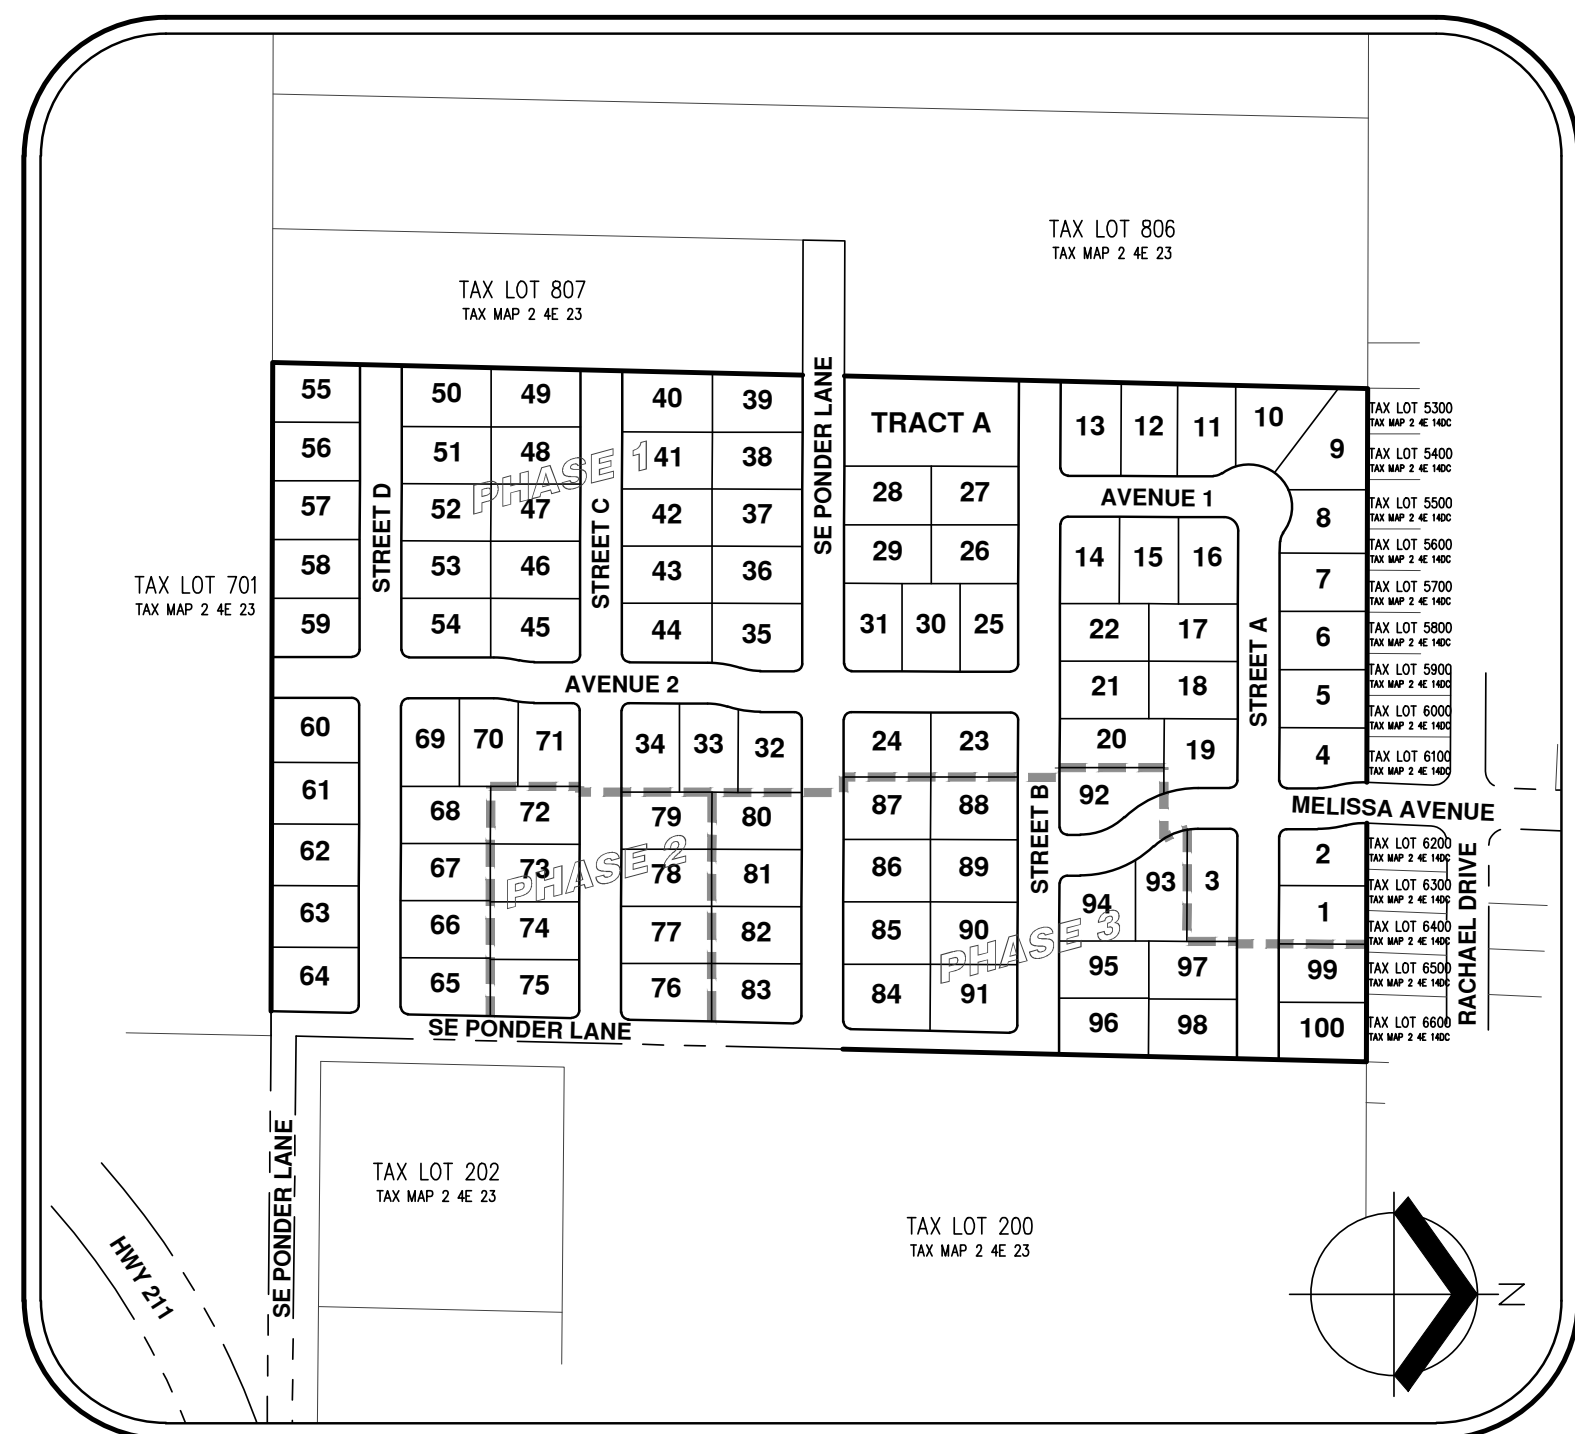 TAX LOT 806
TAX MAP 2 4E 23
TAX LOT 807
TAX MAP 2 4E 23
TAX LOT 701
TAX MAP 2 4E 23
55
56
57
58
59
STREET D
50
49
51
48
52
47
53
46
54
45
PHASE 1
STREET C
40
39
41
38
42
37
43
36
44
35
SE PONDER LANE
TRACT A
28
27
29
26
31
30
25
13
12
11
10
9
AVENUE 1
8
14
15
16
7
22
17
6
21
18
5
20
19
4
STREET A
TAX LOT 5300
TAX MAP 2 4E 14DC
TAX LOT 5400
TAX MAP 2 4E 14DC
TAX LOT 5500
TAX MAP 2 4E 14DC
TAX LOT 5600
TAX MAP 2 4E 14DC
TAX LOT 5700
TAX MAP 2 4E 14DC
TAX LOT 5800
TAX MAP 2 4E 14DC
TAX LOT 5900
TAX MAP 2 4E 14DC
TAX LOT 6000
TAX MAP 2 4E 14DC
TAX LOT 6100
TAX MAP 2 4E 14DC
AVENUE 2
60
61
62
63
64
69
70
71
68
72
67
73
66
74
65
75
PHASE 2
34
33
32
79
80
78
81
77
82
76
83
24
23
87
88
86
89
85
90
84
91
STREET B
PHASE 3
92
MELISSA AVENUE
94
93
3
2
1
95
97
99
96
98
100
TAX LOT 6200
TAX MAP 2 4E 14DC
TAX LOT 6300
TAX MAP 2 4E 14DC
TAX LOT 6400
TAX MAP 2 4E 14DC
TAX LOT 6500
TAX MAP 2 4E 14DC
TAX LOT 6600
TAX MAP 2 4E 14DC
RACHAEL DRIVE
SE PONDER LANE
SE PONDER LANE
HWY 211
TAX LOT 202
TAX MAP 2 4E 23
TAX LOT 200
TAX MAP 2 4E 23
N